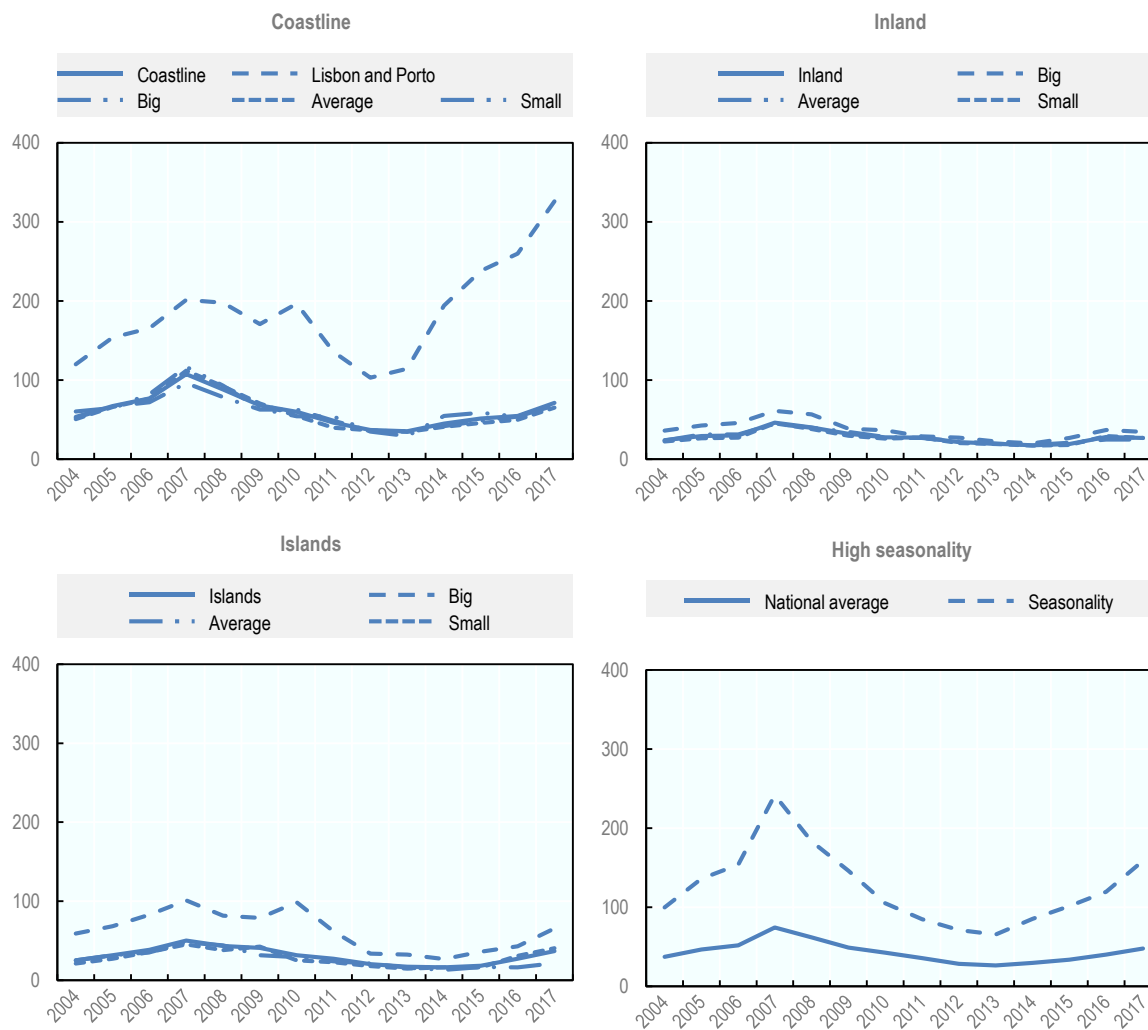 Coastline
Coastline Lisbon and Porto
Big Average Small
400
300
200
100
0
2004 2005 2006 2007 2008 2009 2010 2011 2012 2013 2014 2015 2016 2017
Inland
Inland Big
Average Small
400
300
200
100
0
2004 2005 2006 2007 2008 2009 2010 2011 2012 2013 2014 2015 2016 2017
Islands
Islands Big
Average Small
400
300
200
100
0
2004 2005 2006 2007 2008 2009 2010 2011 2012 2013 2014 2015 2016 2017
High seasonality
National average Seasonality
400
300
200
100
0
2004 2005 2006 2007 2008 2009 2010 2011 2012 2013 2014 2015 2016 2017